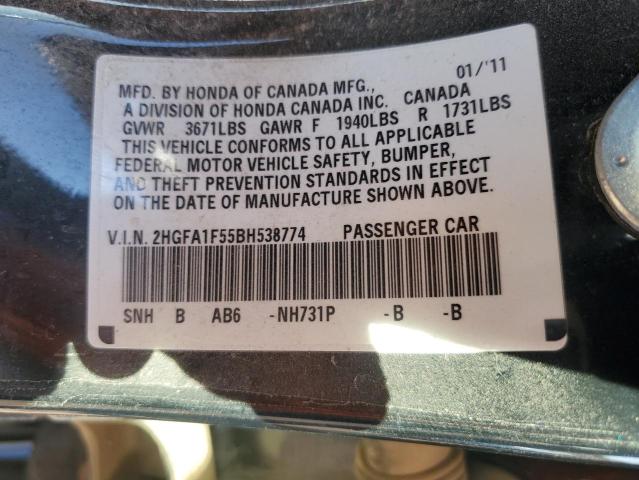 MFD. BY HONDA OF CANADA MFG., 01/'11
A DIVISION OF HONDA CANADA INC. CANADA
GVWR 3671LBS GAWR F 1940LBS R 1731LBS
THIS VEHICLE CONFORMS TO ALL APPLICABLE
FEDERAL MOTOR VEHICLE SAFETY, BUMPER,
AND THEFT PREVENTION STANDARDS IN EFFECT
ON THE DATE OF MANUFACTURE SHOWN ABOVE.
V.I.N. 2HGFA1F55BH538774 PASSENGER CAR
SNH B AB6 -NH731P -B -B